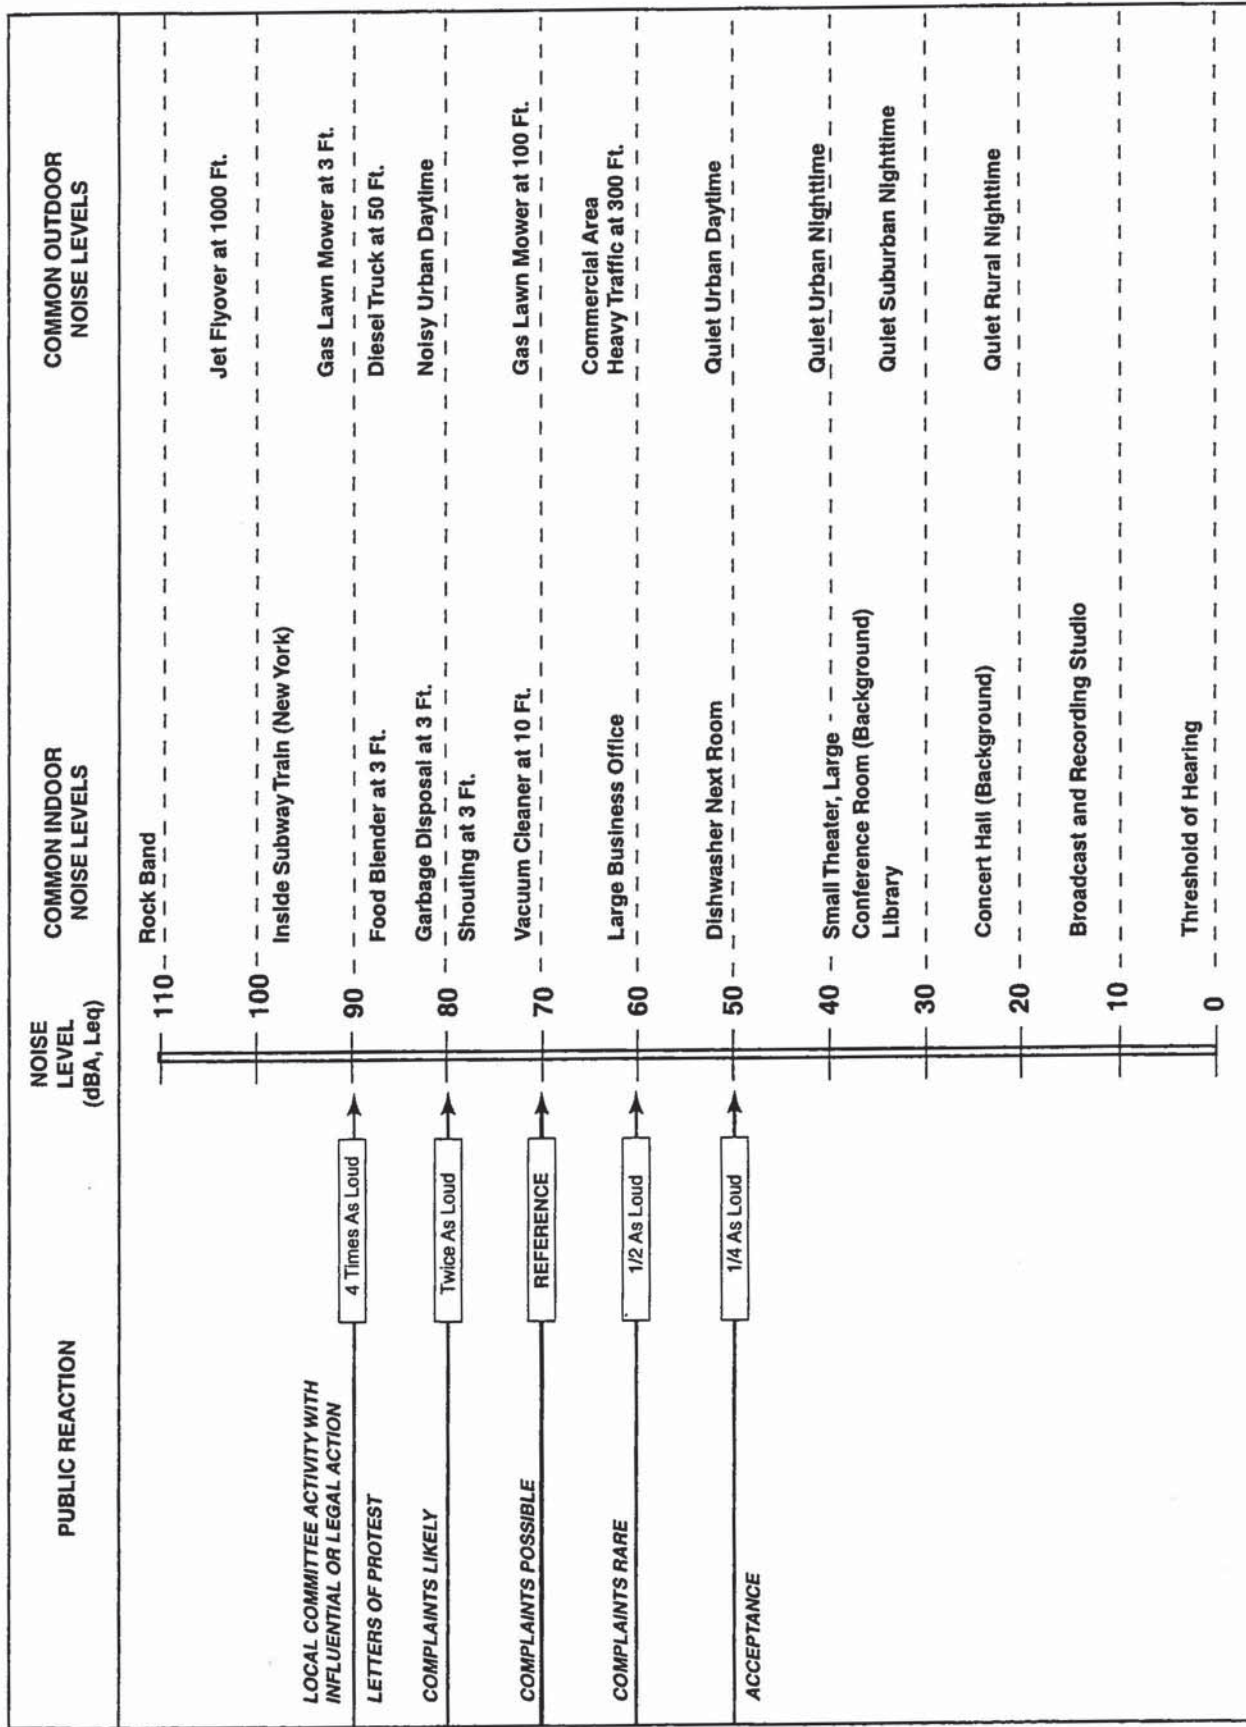 PUBLIC REACTION
NOISE
LEVEL
(dBA, Leq)
COMMON INDOOR
NOISE LEVELS
COMMON OUTDOOR
NOISE LEVELS
Rock Band
110
Jet Flyover at 1000 Ft.
100
Inside Subway Train (New York)
LOCAL COMMITTEE ACTIVITY WITH
INFLUENTIAL OR LEGAL ACTION
Gas Lawn Mower at 3 Ft.
4 Times As Loud
90
LETTERS OF PROTEST
Food Blender at 3 Ft.
Diesel Truck at 50 Ft.
COMPLAINTS LIKELY
Garbage Disposal at 3 Ft.
Noisy Urban Daytime
Twice As Loud
80
Shouting at 3 Ft.
COMPLAINTS POSSIBLE
Vacuum Cleaner at 10 Ft.
Gas Lawn Mower at 100 Ft.
REFERENCE
70
Commercial Area
COMPLAINTS RARE
Large Business Office
Heavy Traffic at 300 Ft.
1/2 As Loud
60
Dishwasher Next Room
Quiet Urban Daytime
1/4 As Loud
50
ACCEPTANCE
Quiet Urban Nighttime
40
Small Theater, Large
Conference Room (Background)
Library
Quiet Suburban Nighttime
30
Concert Hall (Background)
Quiet Rural Nighttime
20
Broadcast and Recording Studio
10
Threshold of Hearing
0